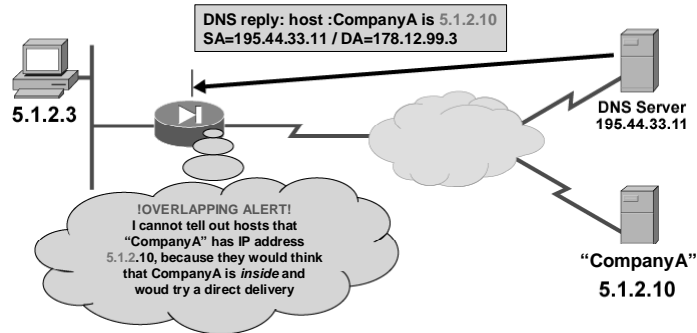 DNS reply: host :CompanyA is 5.1.2.10
SA=195.44.33.11 / DA=178.12.99.3
5.1.2.3
DNS Server
195.44.33.11
!OVERLAPPING ALERT!
I cannot tell out hosts that
“CompanyA” has IP address
5.1.2.10, because they would think
that CompanyA is inside and
woud try a direct delivery
“CompanyA”
5.1.2.10